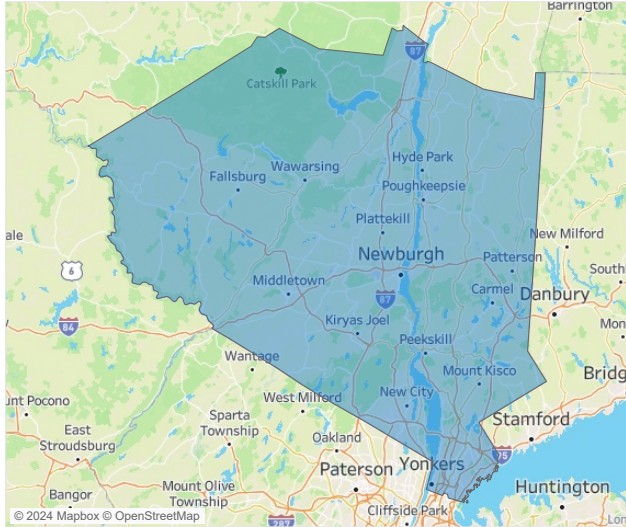 Barrington
87
Catskill Park
Hyde Park
Wawarsing
Fallsburg
Poughkeepsie
Plattekill
ale
New Milford
Newburgh
Patterson
6
South
Middletown
87
Carmel
Danbury
84
Kiryas Joel
Mon
Peekskill
Wantage
Mount Kisco
Bridg
unt Pocono
West Milford
New City
East
Stroudsburg
Sparta
Township
Stamford
Oakland
95
Paterson
Yonkers
Bangor
Mount Olive
Township
Huntington
Cliffside Park
287
© 2024 Mapbox © OpenStreetMap
Lon